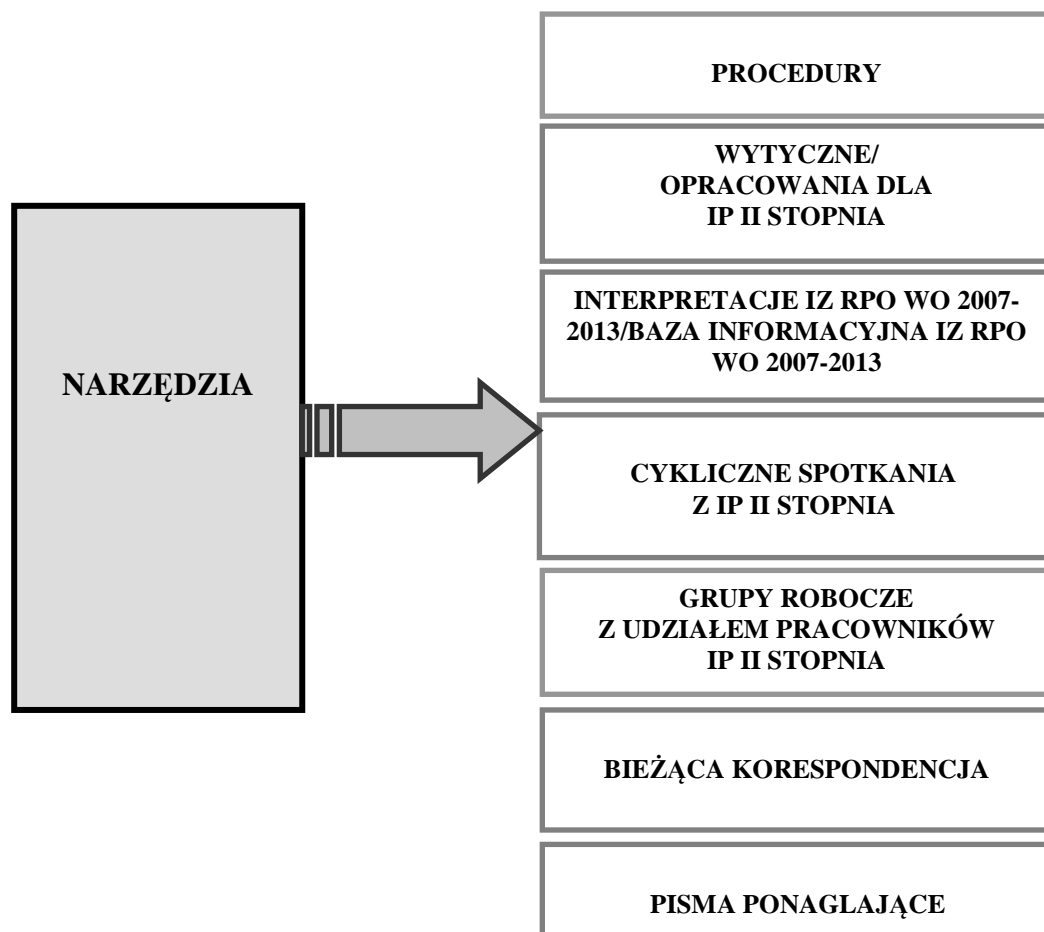 NARZĘDZIA
PROCEDURY
WYTYCZNE/
OPRACOWANIA DLA
IP II STOPNIA
INTERPRETACJE IZ RPO WO 2007-
2013/BAZA INFORMACYJNA IZ RPO
WO 2007-2013
CYKLICZNE SPOTKANIA
Z IP II STOPNIA
GRUPY ROBOCZE
Z UDZIAŁEM PRACOWNIKÓW
IP II STOPNIA
BIEŻĄCA KORESPONDENCJA
PISMA PONAGLAJĄCE